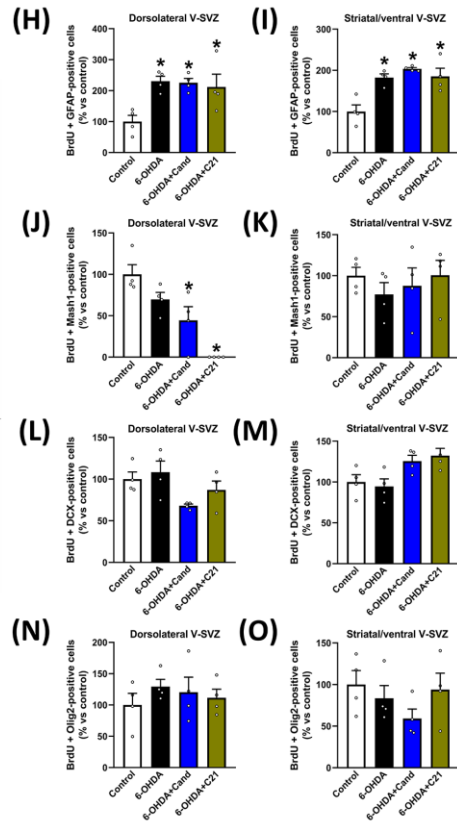 (H)
Dorsolateral V-SVZ
BrdU + GFAP-positive cells
(% vs control)
400
300
200
100
0
*
*
*
Control
6-OHDA
6-OHDA+Cand
6-OHDA+C21
(I)
Striatal/ventral V-SVZ
BrdU + GFAP-positive cells
(% vs control)
300
200
100
0
*
*
*
Control
6-OHDA
6-OHDA+Cand
6-OHDA+C21
(J)
Dorsolateral V-SVZ
BrdU + Mash1-positive cells
(% vs control)
150
100
50
0
*
*
Control
6-OHDA
6-OHDA+Cand
6-OHDA+C21
(K)
Striatal/ventral V-SVZ
BrdU + Mash1-positive cells
(% vs control)
150
100
50
0
Control
6-OHDA
6-OHDA+Cand
6-OHDA+C21
(L)
Dorsolateral V-SVZ
BrdU + DCX-positive cells
(% vs control)
150
100
50
0
Control
6-OHDA
6-OHDA+Cand
6-OHDA+C21
(M)
Striatal/ventral V-SVZ
BrdU + DCX-positive cells
(% vs control)
200
150
100
50
0
Control
6-OHDA
6-OHDA+Cand
6-OHDA+C21
(N)
Dorsolateral V-SVZ
BrdU + Olig2-positive cells
(% vs control)
200
150
100
50
0
Control
6-OHDA
6-OHDA+Cand
6-OHDA+C21
(O)
Striatal/ventral V-SVZ
BrdU + Olig2-positive cells
(% vs control)
150
100
50
0
Control
6-OHDA
6-OHDA+Cand
6-OHDA+C21